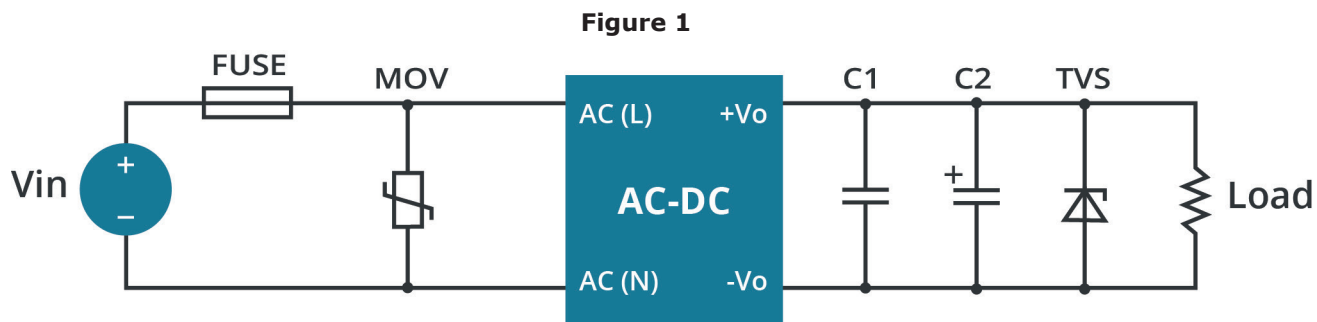 Figure 1
FUSE
MOV
C1
C2
TVS
AC (L)
+Vo
+
Vin
−
AC-DC
+
Load
AC (N)
-Vo